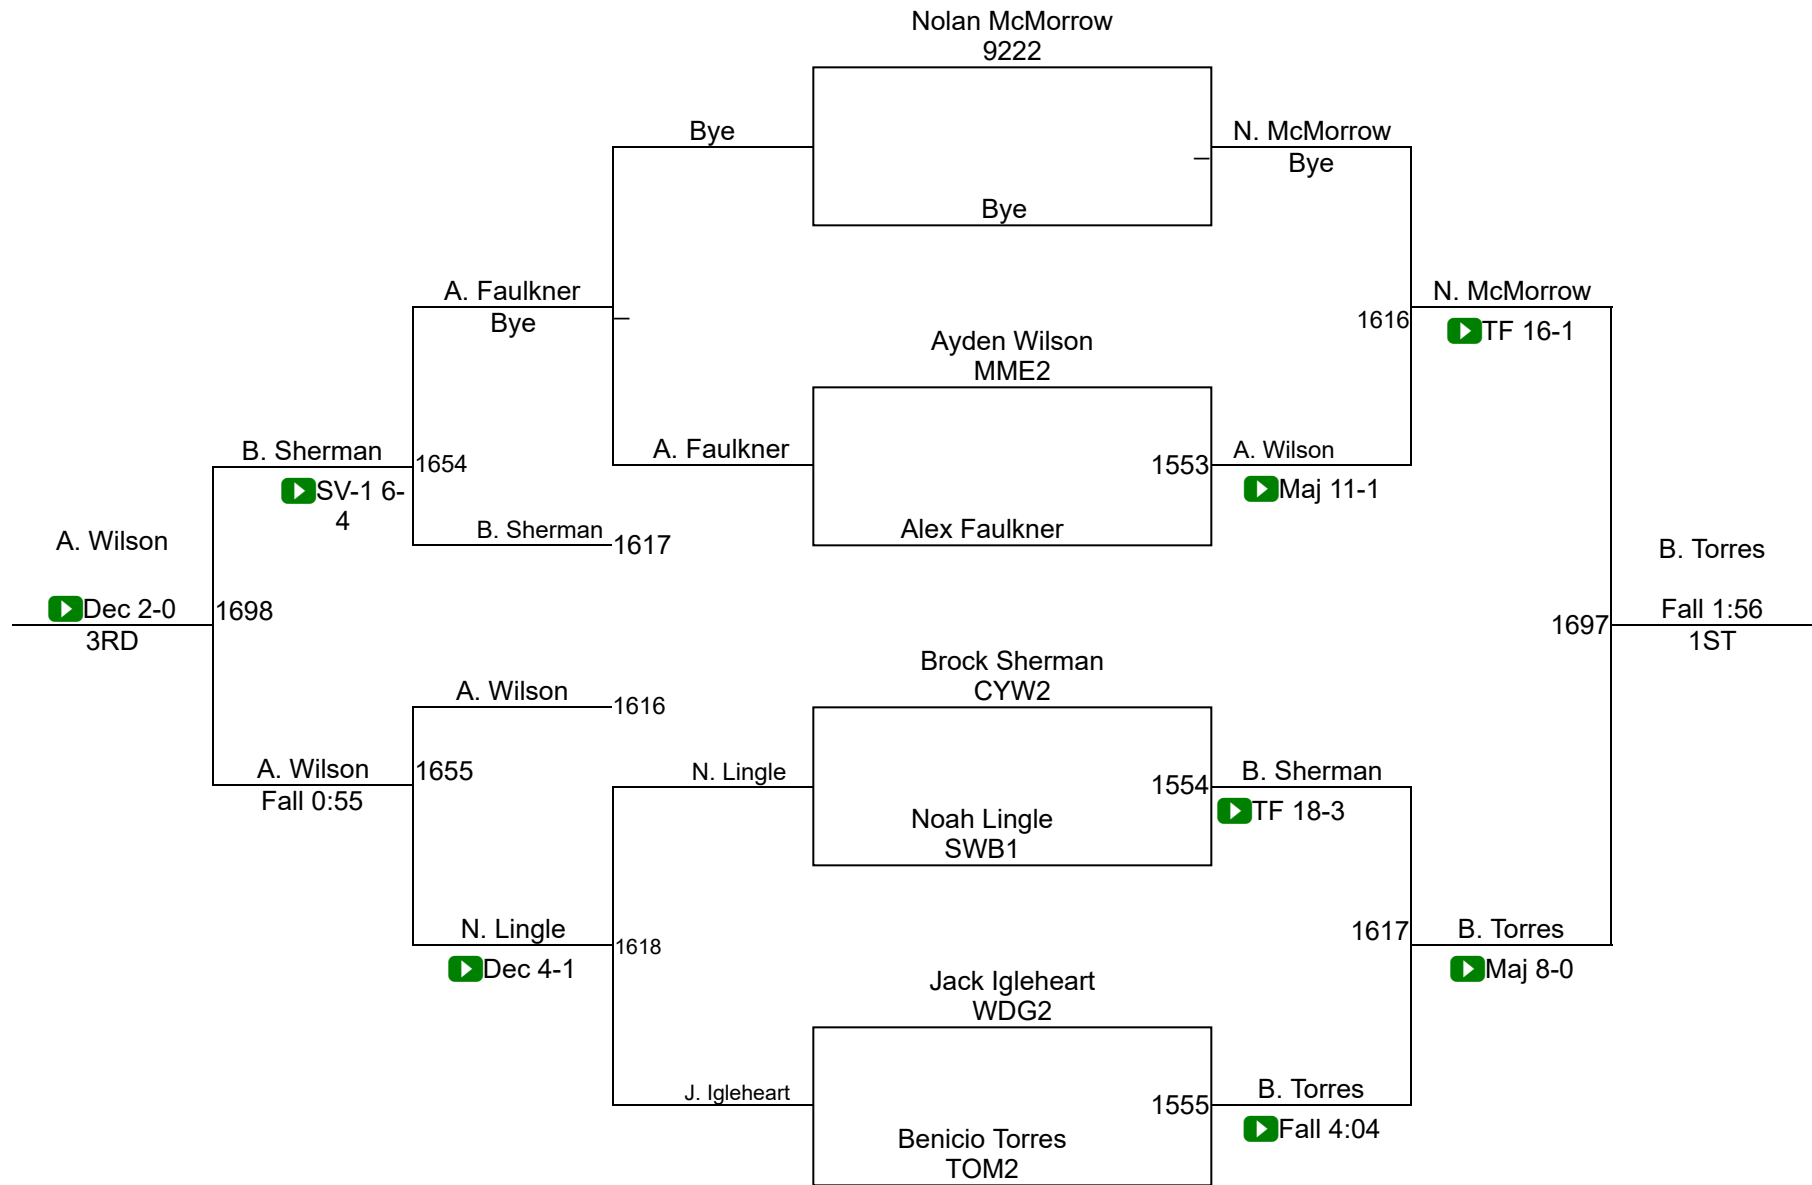 Nolan McMorrow
9222
Bye
N. McMorrow
Bye
Bye
A. Faulkner
Bye
N. McMorrow
1616
TF 16-1
Ayden Wilson
MME2
B. Sherman
1654
SV-1 6-
4
A. Faulkner
1553
A. Wilson
Maj 11-1
B. Sherman
1617
Alex Faulkner
A. Wilson
Dec 2-0
3RD
1698
B. Torres
Fall 1:56
1ST
1697
Brock Sherman
CYW2
A. Wilson
1616
A. Wilson
Fall 0:55
1655
N. Lingle
1554
B. Sherman
TF 18-3
Noah Lingle
SWB1
N. Lingle
Dec 4-1
1618
1617
B. Torres
Maj 8-0
Jack Igleheart
WDG2
J. Igleheart
1555
B. Torres
Fall 4:04
Benicio Torres
TOM2